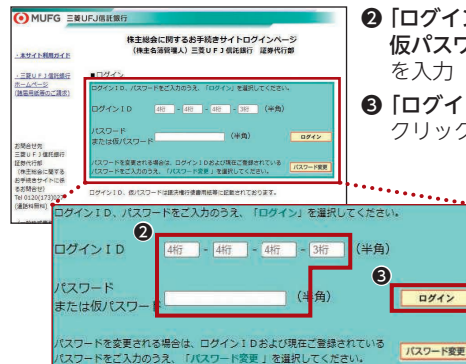 MUFG 三菱UFJ信託銀行
株主総会に関するお手続きサイトログインページ
(株主名簿管理人) 三菱UFJ信託銀行 証券代行部
・本サイト利用ガイド
・三菱UFJ信託銀行
ホームページ
(諸届用紙等のご請求)
お問合せ先
三菱UFJ信託銀行
証券代行部
(株主総会に関する
お手続きサイトに係
るお問合せ)
Tel 0120(173)
(通話料無料)
■ログイン
ログインID、パスワードをご入力のうえ、「ログイン」を選択してください。
ログインID 4桁 - 4桁 - 4桁 - 3桁 (半角)
パスワード
または仮パスワード (半角) ログイン
パスワードを変更される場合は、ログインIDおよび現在ご登録されている
パスワードをご入力のうえ、「パスワード変更」を選択してください。 パスワード変更
ログインID、仮パスワードは議決権行使書用紙等に記載されております。
❷「ログイン
仮パスワ
を入力
❸「ログイ
クリック
ログインID、パスワードをご入力のうえ、「ログイン」を選択してください。
❷
ログインID 4桁 - 4桁 - 4桁 - 3桁 (半角)
❸
パスワード
または仮パスワード (半角) ログイン
パスワードを変更される場合は、ログインIDおよび現在ご登録されている
パスワードをご入力のうえ、「パスワード変更」を選択してください。 パスワード変更